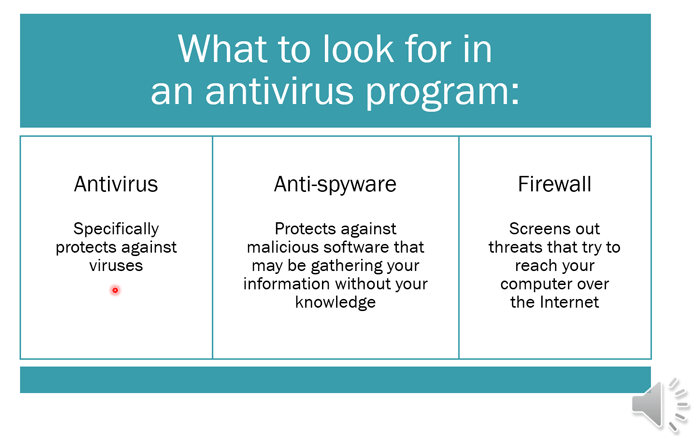 What to look for in
an antivirus program:
Antivirus
Specifically
protects against
viruses
Anti-spyware
Protects against
malicious software that
may be gathering your
information without your
knowledge
Firewall
Screens out
threats that try to
reach your
computer over
the Internet